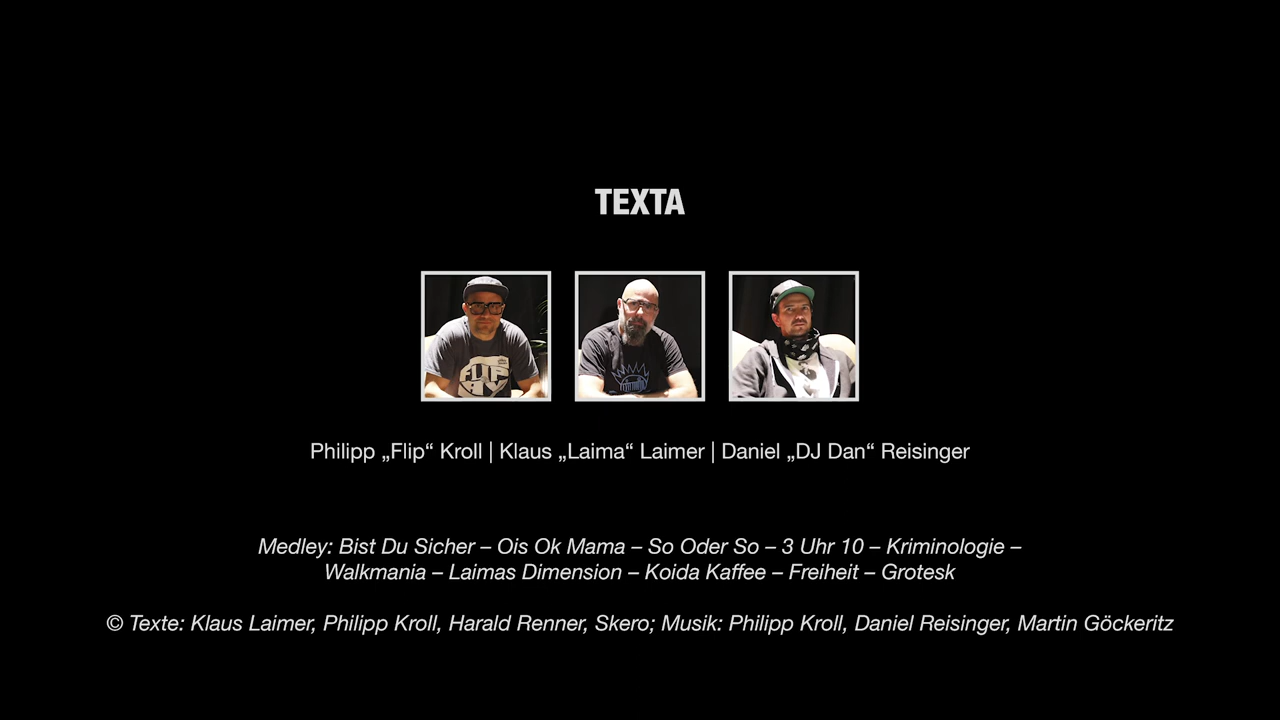 TEXTA
FLIP
Philipp „Flip“ Kroll | Klaus „Laima“ Laimer | Daniel „DJ Dan“ Reisinger
Medley: Bist Du Sicher – Ois Ok Mama – So Oder So – 3 Uhr 10 – Kriminologie –
Walkmania – Laimas Dimension – Koida Kaffee – Freiheit – Grotesk
© Texte: Klaus Laimer, Philipp Kroll, Harald Renner, Skero; Musik: Philipp Kroll, Daniel Reisinger, Martin Göckeritz